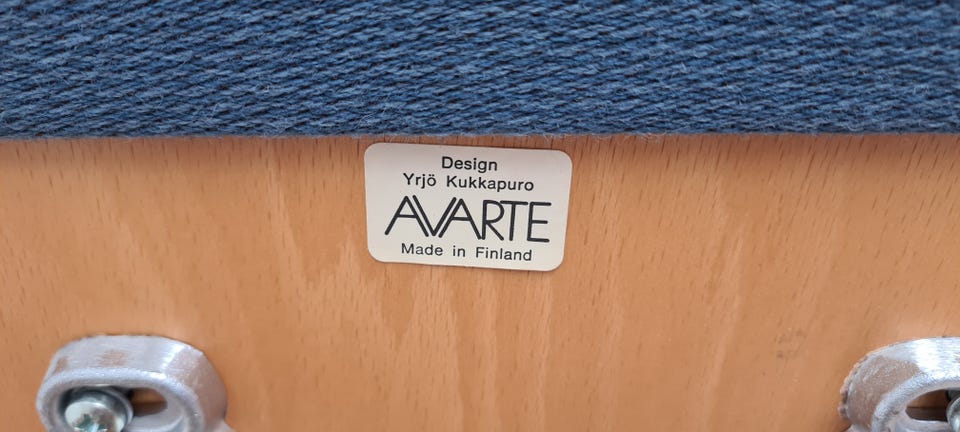 Design
Yrjö Kukkapuro
AVARTE
Made in Finland